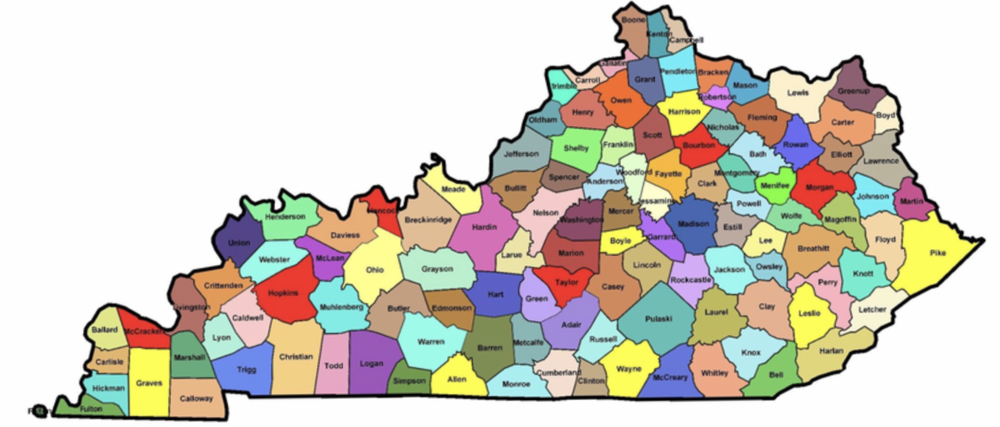 Boone
Kenton
Campbell
Gallatin
Grant
Pendleton
Bracken
Trimble
Carroll
Mason
Owen
Robertson
Lewis
Greenup
Henry
Harrison
Oldham
Fleming
Carter
Boyd
Nicholas
Scott
Shelby
Franklin
Bourbon
Rowan
Jefferson
Bath
Elliott
Lawrence
Spencer
Anderson
Woodford
Fayette
Clark
Montgomery
Menifee
Morgan
Bullitt
Meade
Johnson
Martin
Jessamine
Powell
Nelson
Washington
Mercer
Henderson
Hancock
Breckinridge
Hardin
Madison
Estill
Wolfe
Magoffin
Daviess
Union
Boyle
Garrard
Lee
Floyd
Larue
Marion
Breathitt
Pike
Webster
McLean
Ohio
Grayson
Lincoln
Jackson
Owsley
Knott
Crittenden
Hopkins
Taylor
Casey
Rockcastle
Perry
Hart
Green
Livingston
Muhlenberg
Butler
Edmonson
Clay
Leslie
Letcher
Caldwell
Pulaski
Laurel
Ballard
McCracken
Lyon
Adair
Warren
Barren
Metcalfe
Russell
Marshall
Christian
Knox
Harlan
Carlisle
Trigg
Todd
Logan
Wayne
Cumberland
Whitley
Bell
McCreary
Hickman
Graves
Simpson
Allen
Monroe
Clinton
Calloway
Fulton